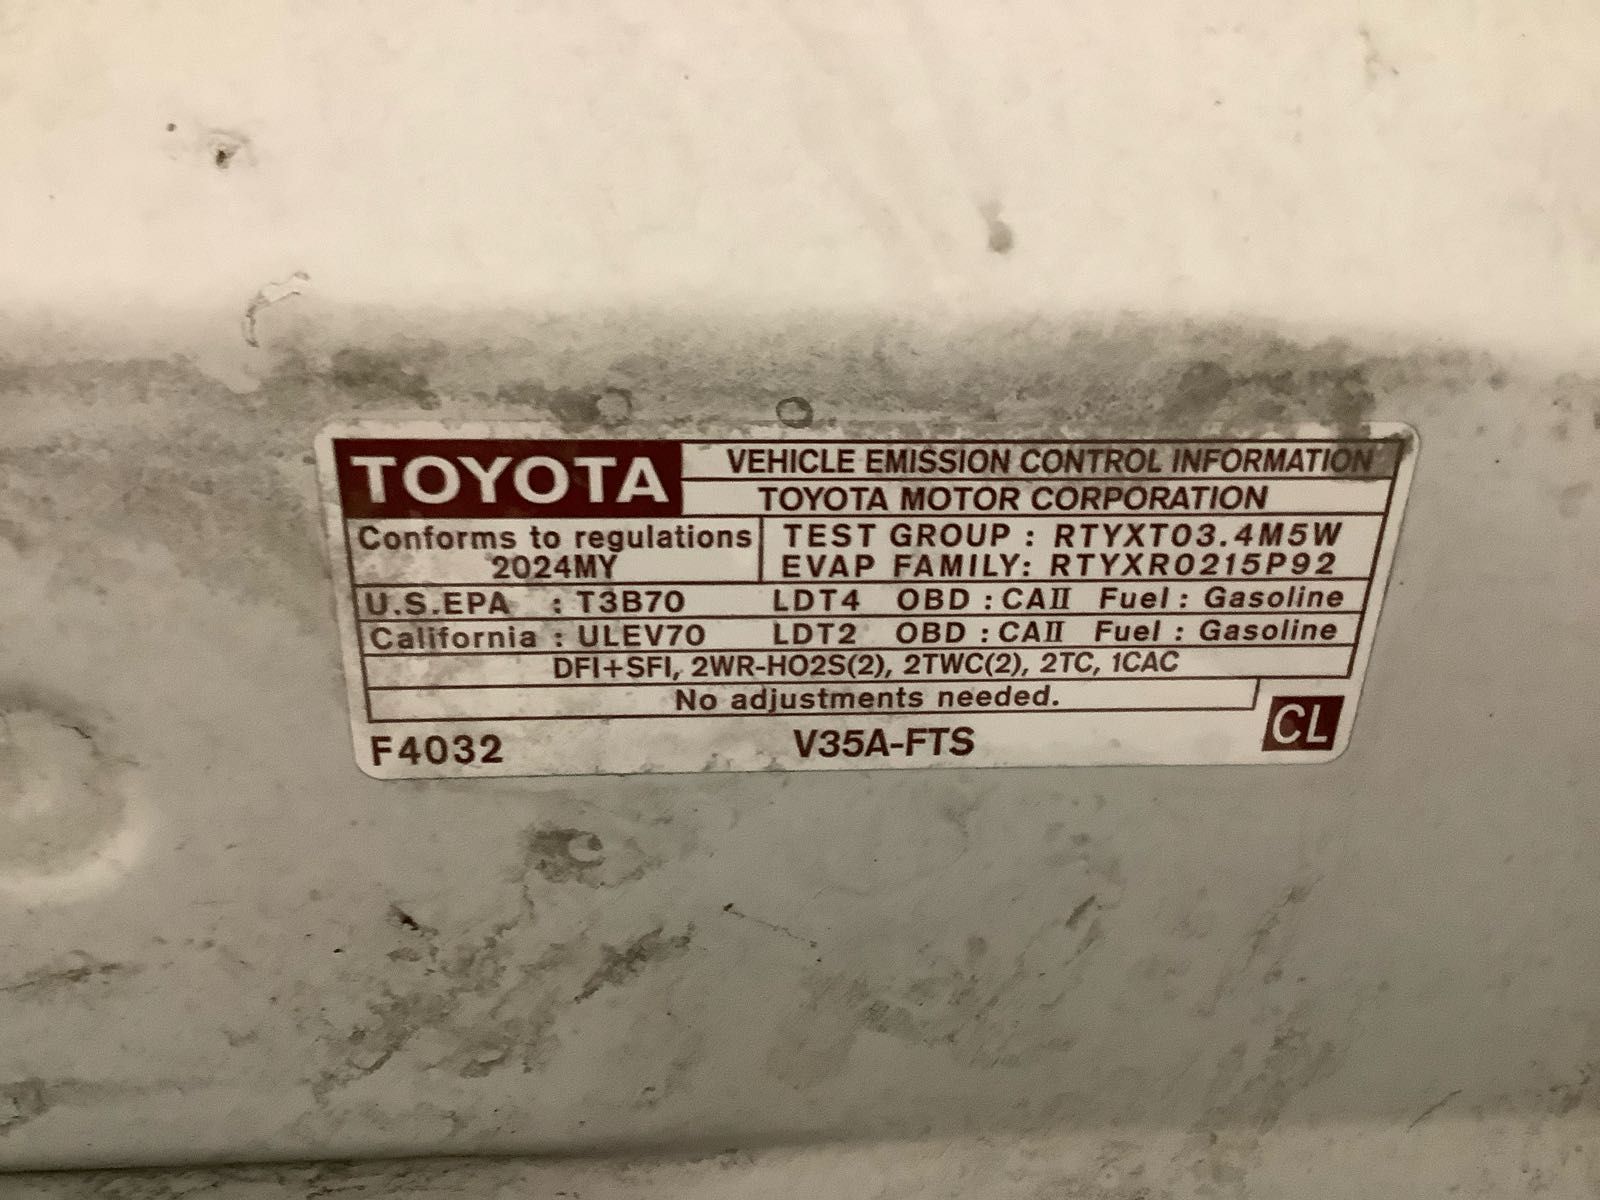 TOYOTA VEHICLE EMISSION CONTROL INFORMATION
TOYOTA MOTOR CORPORATION
Conforms to regulations TEST GROUP : RTYXT03.4M5W
2024MY EVAP FAMILY: RTYXR0215P92
U.S.EPA : T3B70 LDT4 OBD : CAII Fuel : Gasoline
California : ULEV70 LDT2 OBD : CAII Fuel : Gasoline
DFI+SFI, 2WR-HO2S(2), 2TWC(2), 2TC, 1CAC
No adjustments needed.
F4032 V35A-FTS CL